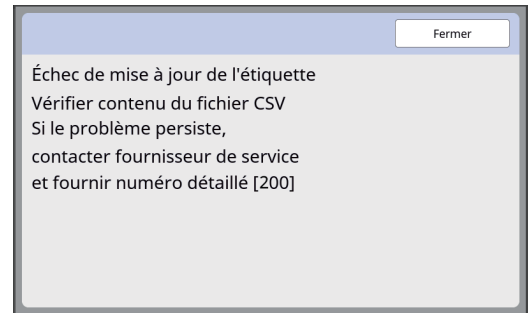 Fermer
Échec de mise à jour de l'étiquette
Vérifier contenu du fichier CSV
Si le problème persiste,
contacter fournisseur de service
et fournir numéro détaillé [200]